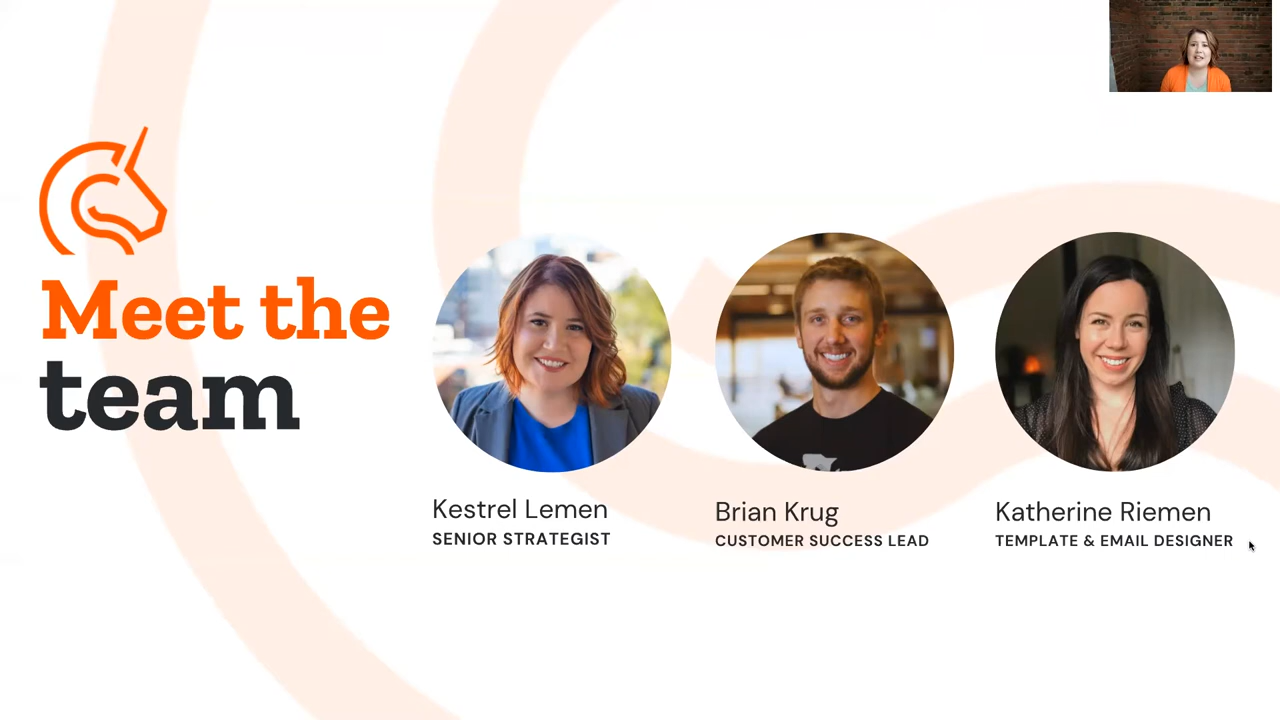 Meet the
team
Kestrel Lemen
SENIOR STRATEGIST
Brian Krug
CUSTOMER SUCCESS LEAD
Katherine Riemen
TEMPLATE & EMAIL DESIGNER